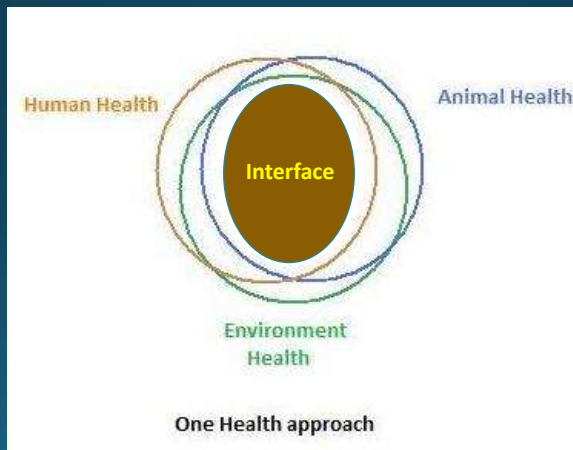 Human Health
Animal Health
Interface
Environment
Health
One Health approach